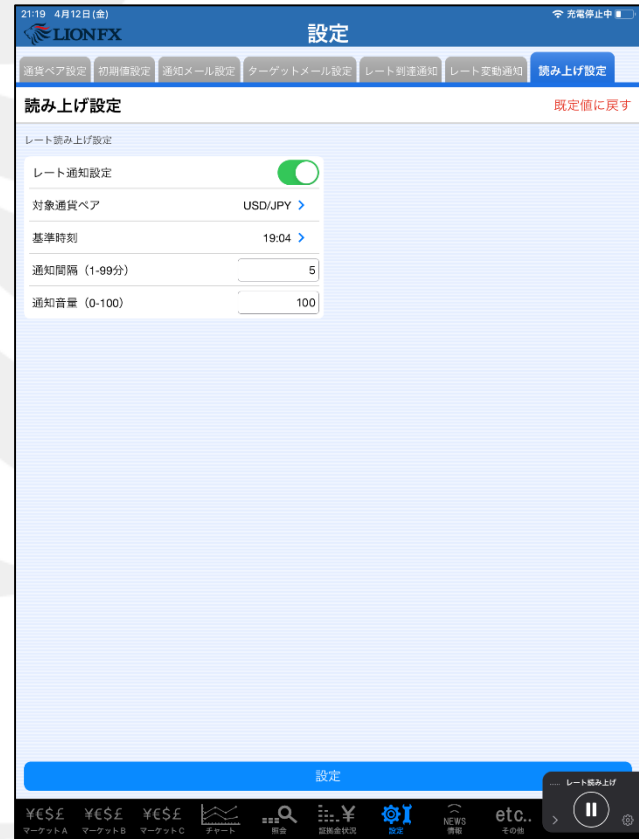 21:19 4月12日(金)
充電停止中
LION FX
設定
通貨ペア設定 初期値設定 通知メール設定 ターゲットメール設定 レート到達通知 レート変動通知 読み上げ設定
読み上げ設定
既定値に戻す
レート読み上げ設定
レート通知設定
対象通貨ペア USD/JPY >
基準時刻 19:04 >
通知間隔（1-99分） 5
通知音量（0-100） 100
設定
..... レート読み上げ
¥€$£ ¥€$£ ¥€$£ ¥ NEWS etc..
マーケットA マーケットB マーケットC チャート 照会 証拠金状況 設定 情報 その他 >